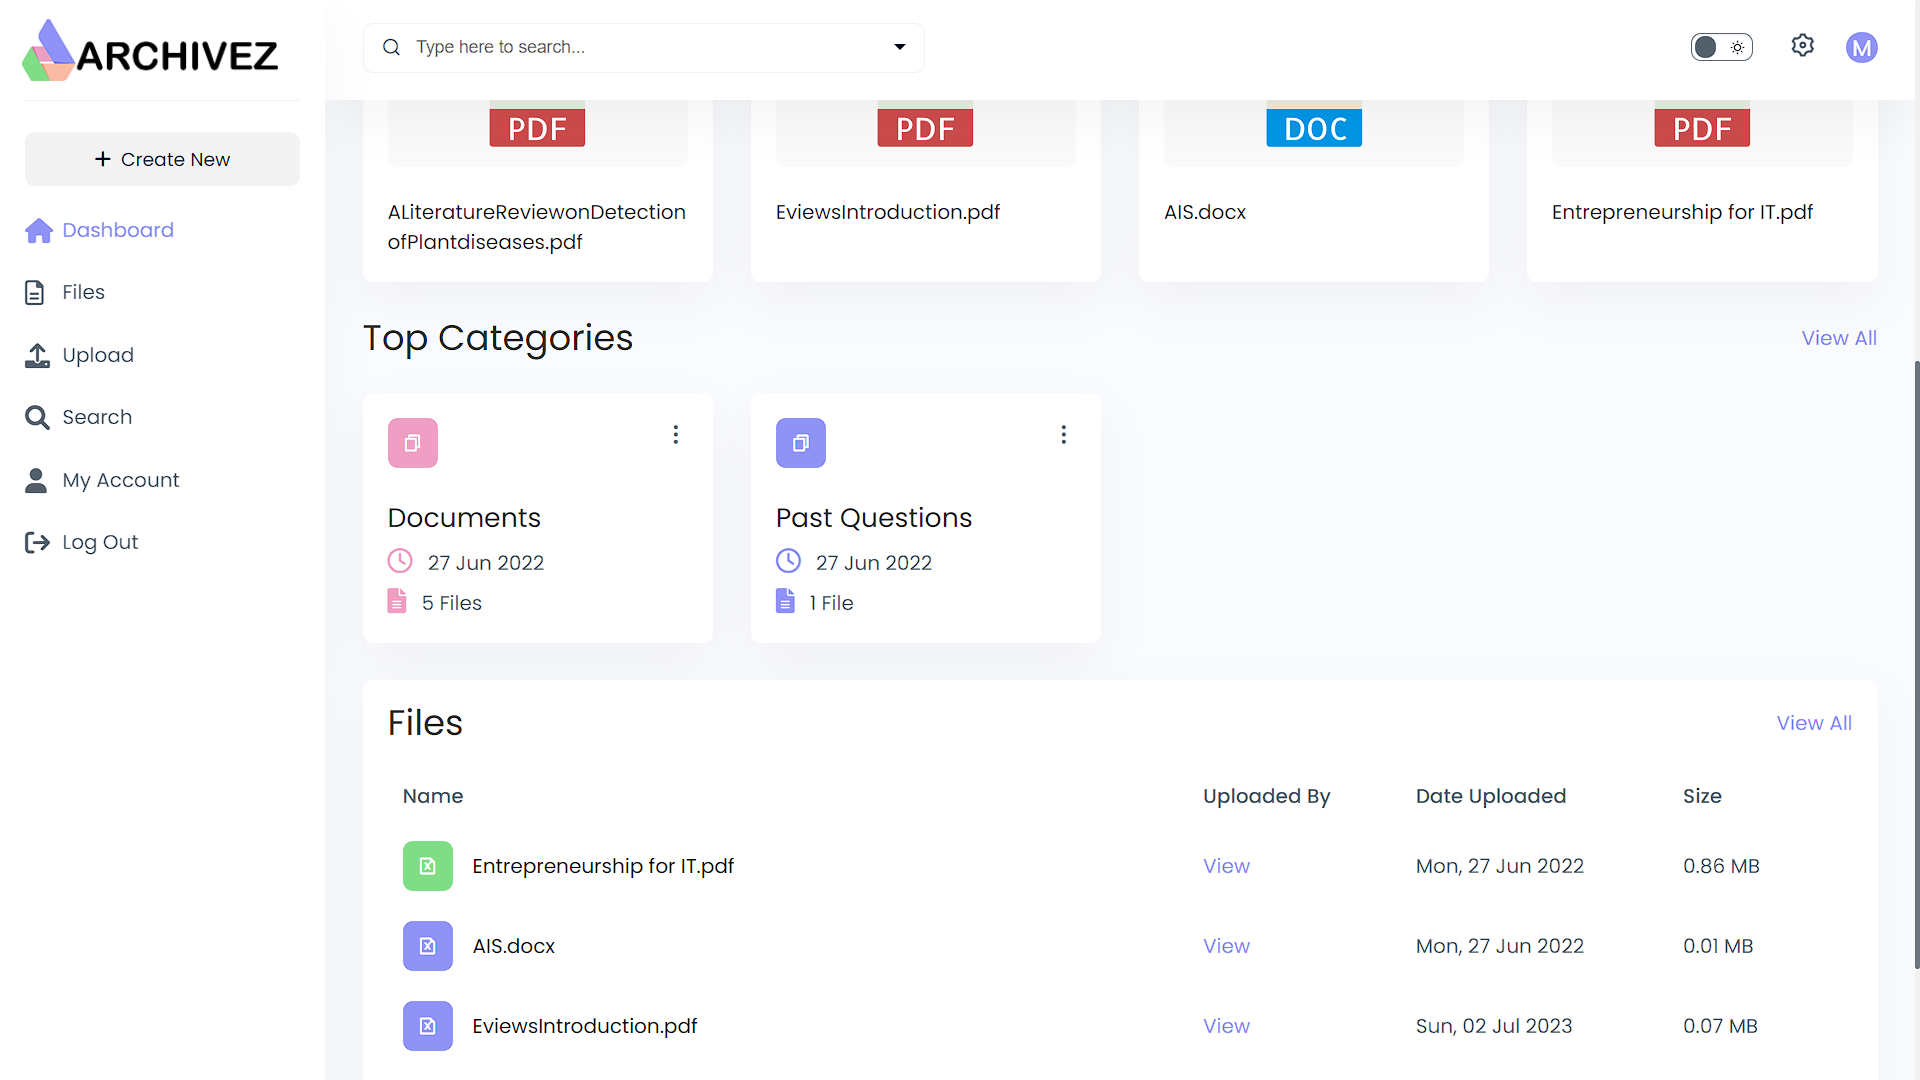 ARCHIVEZ
Type here to search...
M
Create New
Dashboard
Files
Upload
Search
My Account
Log Out
PDF
PDF
DOC
PDF
ALiteratureReviewonDetection
ofPlantdiseases.pdf
EviewsIntroduction.pdf
AIS.docx
Entrepreneurship for IT.pdf
Top Categories
View All
Documents
27 Jun 2022
5 Files
Past Questions
27 Jun 2022
1 File
Files
View All
Name Uploaded By Date Uploaded Size
Entrepreneurship for IT.pdf View Mon, 27 Jun 2022 0.86 MB
AIS.docx View Mon, 27 Jun 2022 0.01 MB
EviewsIntroduction.pdf View Sun, 02 Jul 2023 0.07 MB